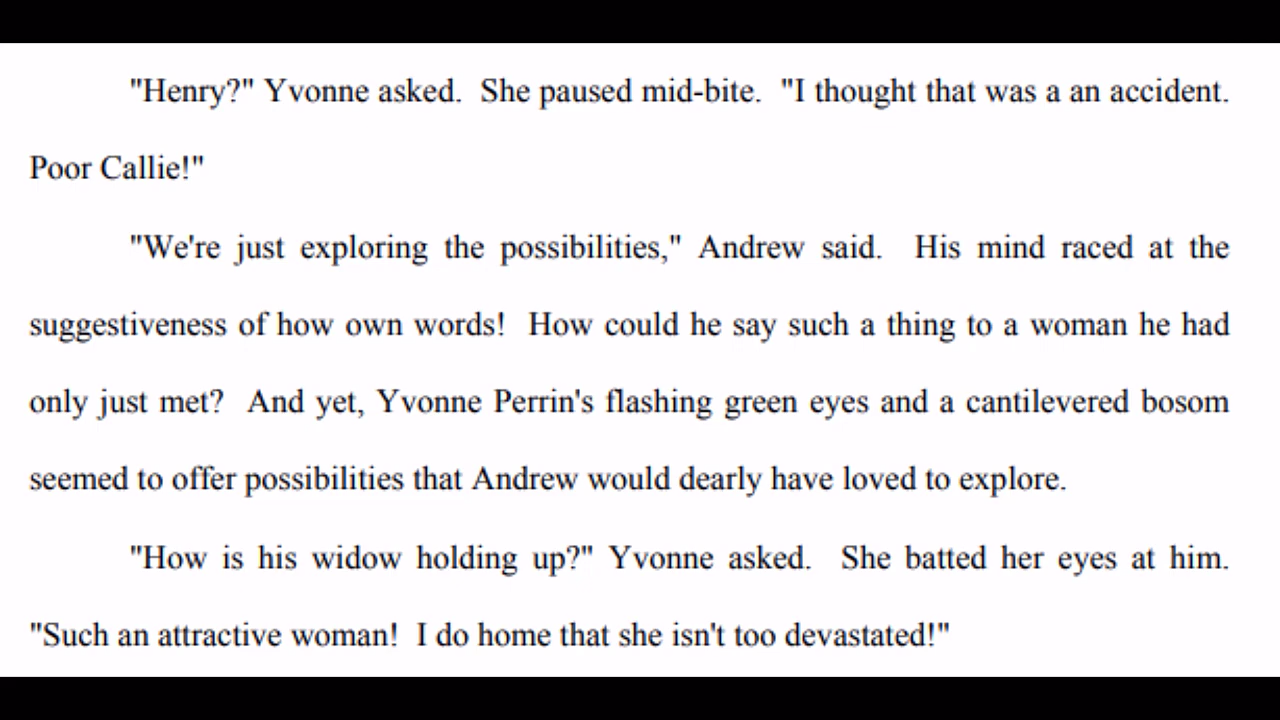 "Henry?" Yvonne asked.  She paused mid-bite.  "I thought that was a an accident.
Poor Callie!"
"We're just exploring the possibilities," Andrew said.  His mind raced at the
suggestiveness of how own words!  How could he say such a thing to a woman he had
only just met?  And yet, Yvonne Perrin's flashing green eyes and a cantilevered bosom
seemed to offer possibilities that Andrew would dearly have loved to explore.
"How is his widow holding up?" Yvonne asked.  She batted her eyes at him.
"Such an attractive woman!  I do home that she isn't too devastated!"